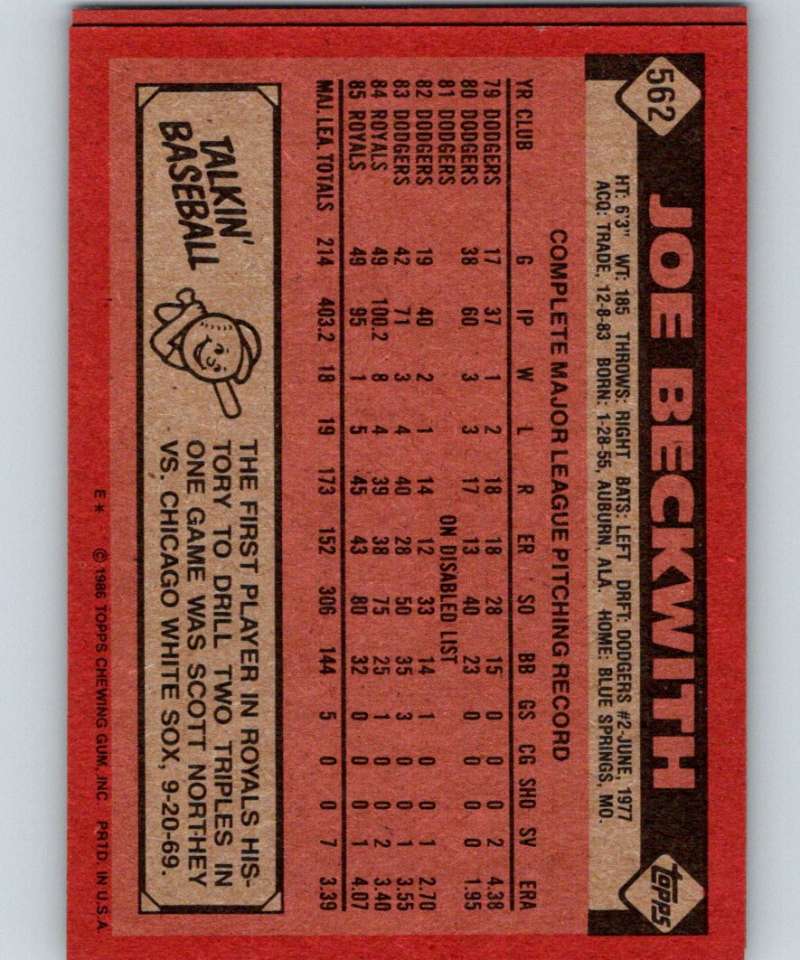 562
JOE BECKWITH
topps
HT: 6'3" WT: 185 THROWS: RIGHT BATS: LEFT DRFT: DODGERS #2-JUNE, 1977
ACQ: TRADE, 12-8-83 BORN: 1-28-55, AUBURN, ALA. HOME: BLUE SPRINGS, MO.
COMPLETE MAJOR LEAGUE PITCHING RECORD
YR CLUB G IP W L R ER SO BB GS CG SHO SV ERA
79 DODGERS 17 37 1 2 18 18 28 15 0 0 0 2 4.38
80 DODGERS 38 60 3 3 17 13 40 23 0 0 0 0 1.95
81 DODGERS ON DISABLED LIST
82 DODGERS 19 40 2 1 14 12 33 14 1 0 0 1 2.70
83 DODGERS 42 71 3 4 40 28 50 35 3 0 0 1 3.55
84 ROYALS 49 100.2 8 4 39 38 75 25 1 0 0 2 3.40
85 ROYALS 49 95 1 5 45 43 80 32 0 0 0 1 4.07
MAJ. LEA. TOTALS 214 403.2 18 19 173 152 306 144 5 0 0 7 3.39
TALKIN'
BASEBALL
THE FIRST PLAYER IN ROYALS HIS-
TORY TO DRILL TWO TRIPLES IN
ONE GAME WAS SCOTT NORTHEY
VS. CHICAGO WHITE SOX, 9-20-69.
E* © 1986 TOPPS CHEWING GUM, INC PRTD. IN U.S.A